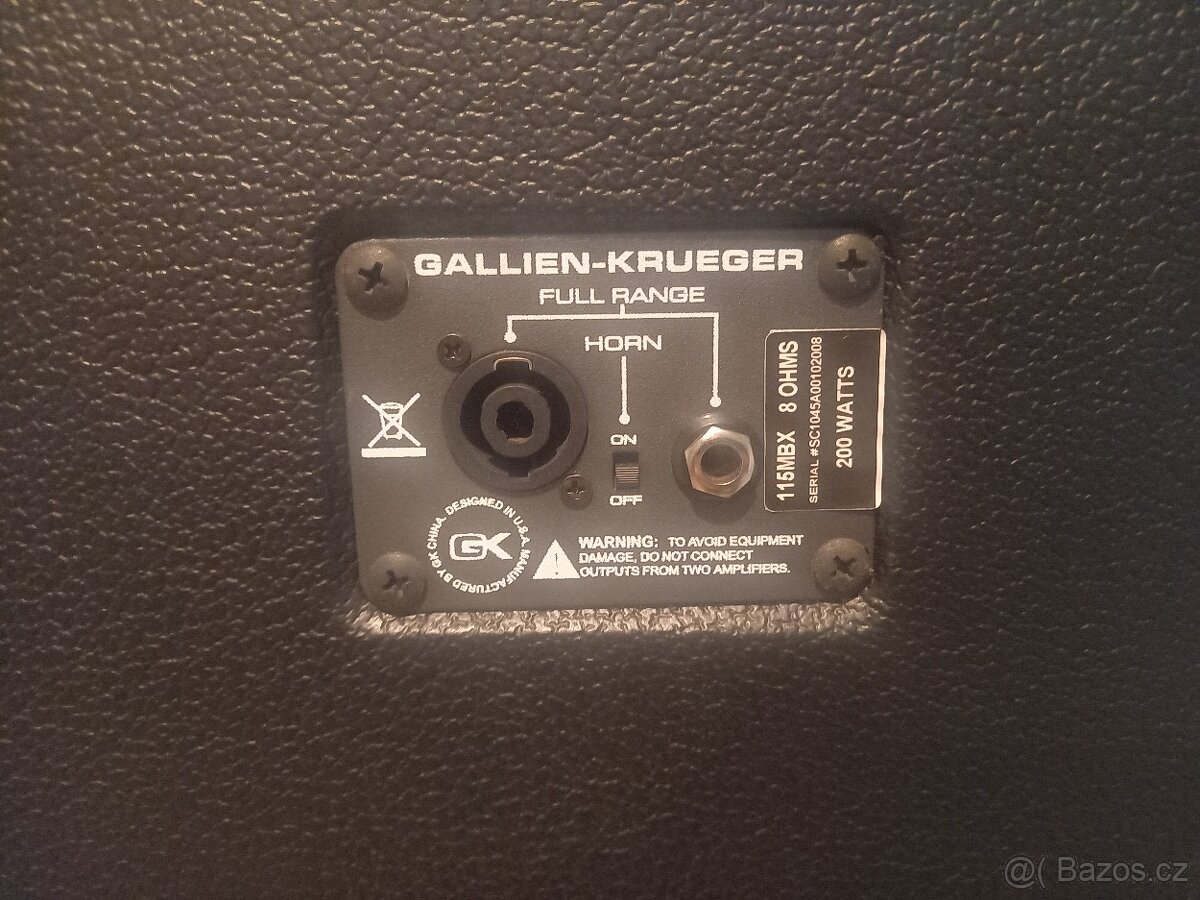 GALLIEN-KRUEGER
FULL RANGE
HORN
ON
OFF
115MBX 8 OHMS
SERIAL #SC1045A00102008
200 WATTS
MANUFACTURED BY GK CHINA. DESIGNED IN U.S.A.
GK
WARNING: TO AVOID EQUIPMENT
DAMAGE, DO NOT CONNECT
OUTPUTS FROM TWO AMPLIFIERS.
@( Bazos.cz